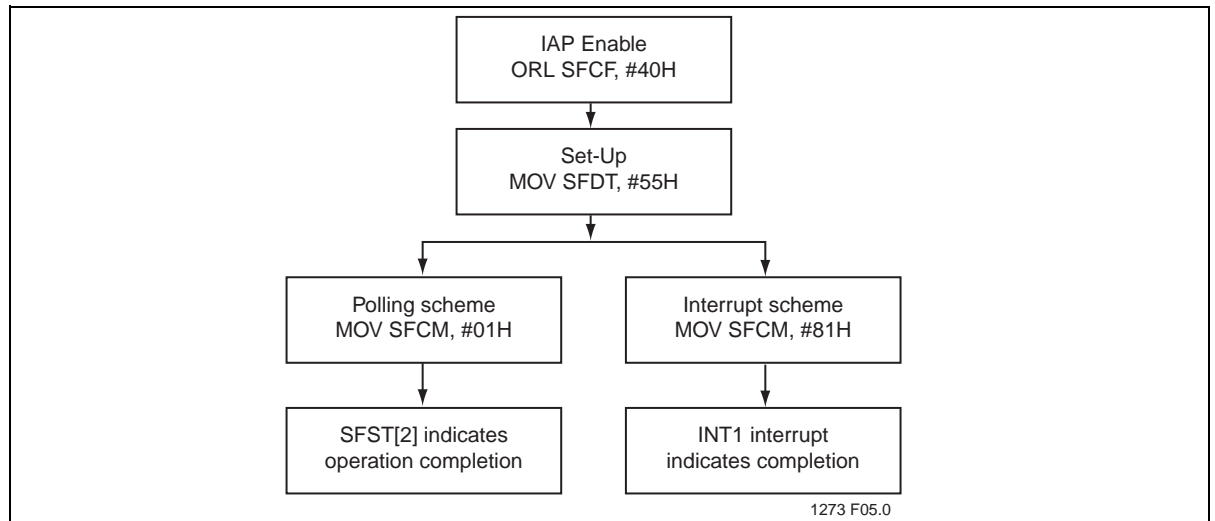 IAP Enable
ORL SFCF, #40H
Set-Up
MOV SFDT, #55H
Polling scheme
MOV SFCM, #01H
Interrupt scheme
MOV SFCM, #81H
SFST[2] indicates
operation completion
INT1 interrupt
indicates completion
1273 F05.0